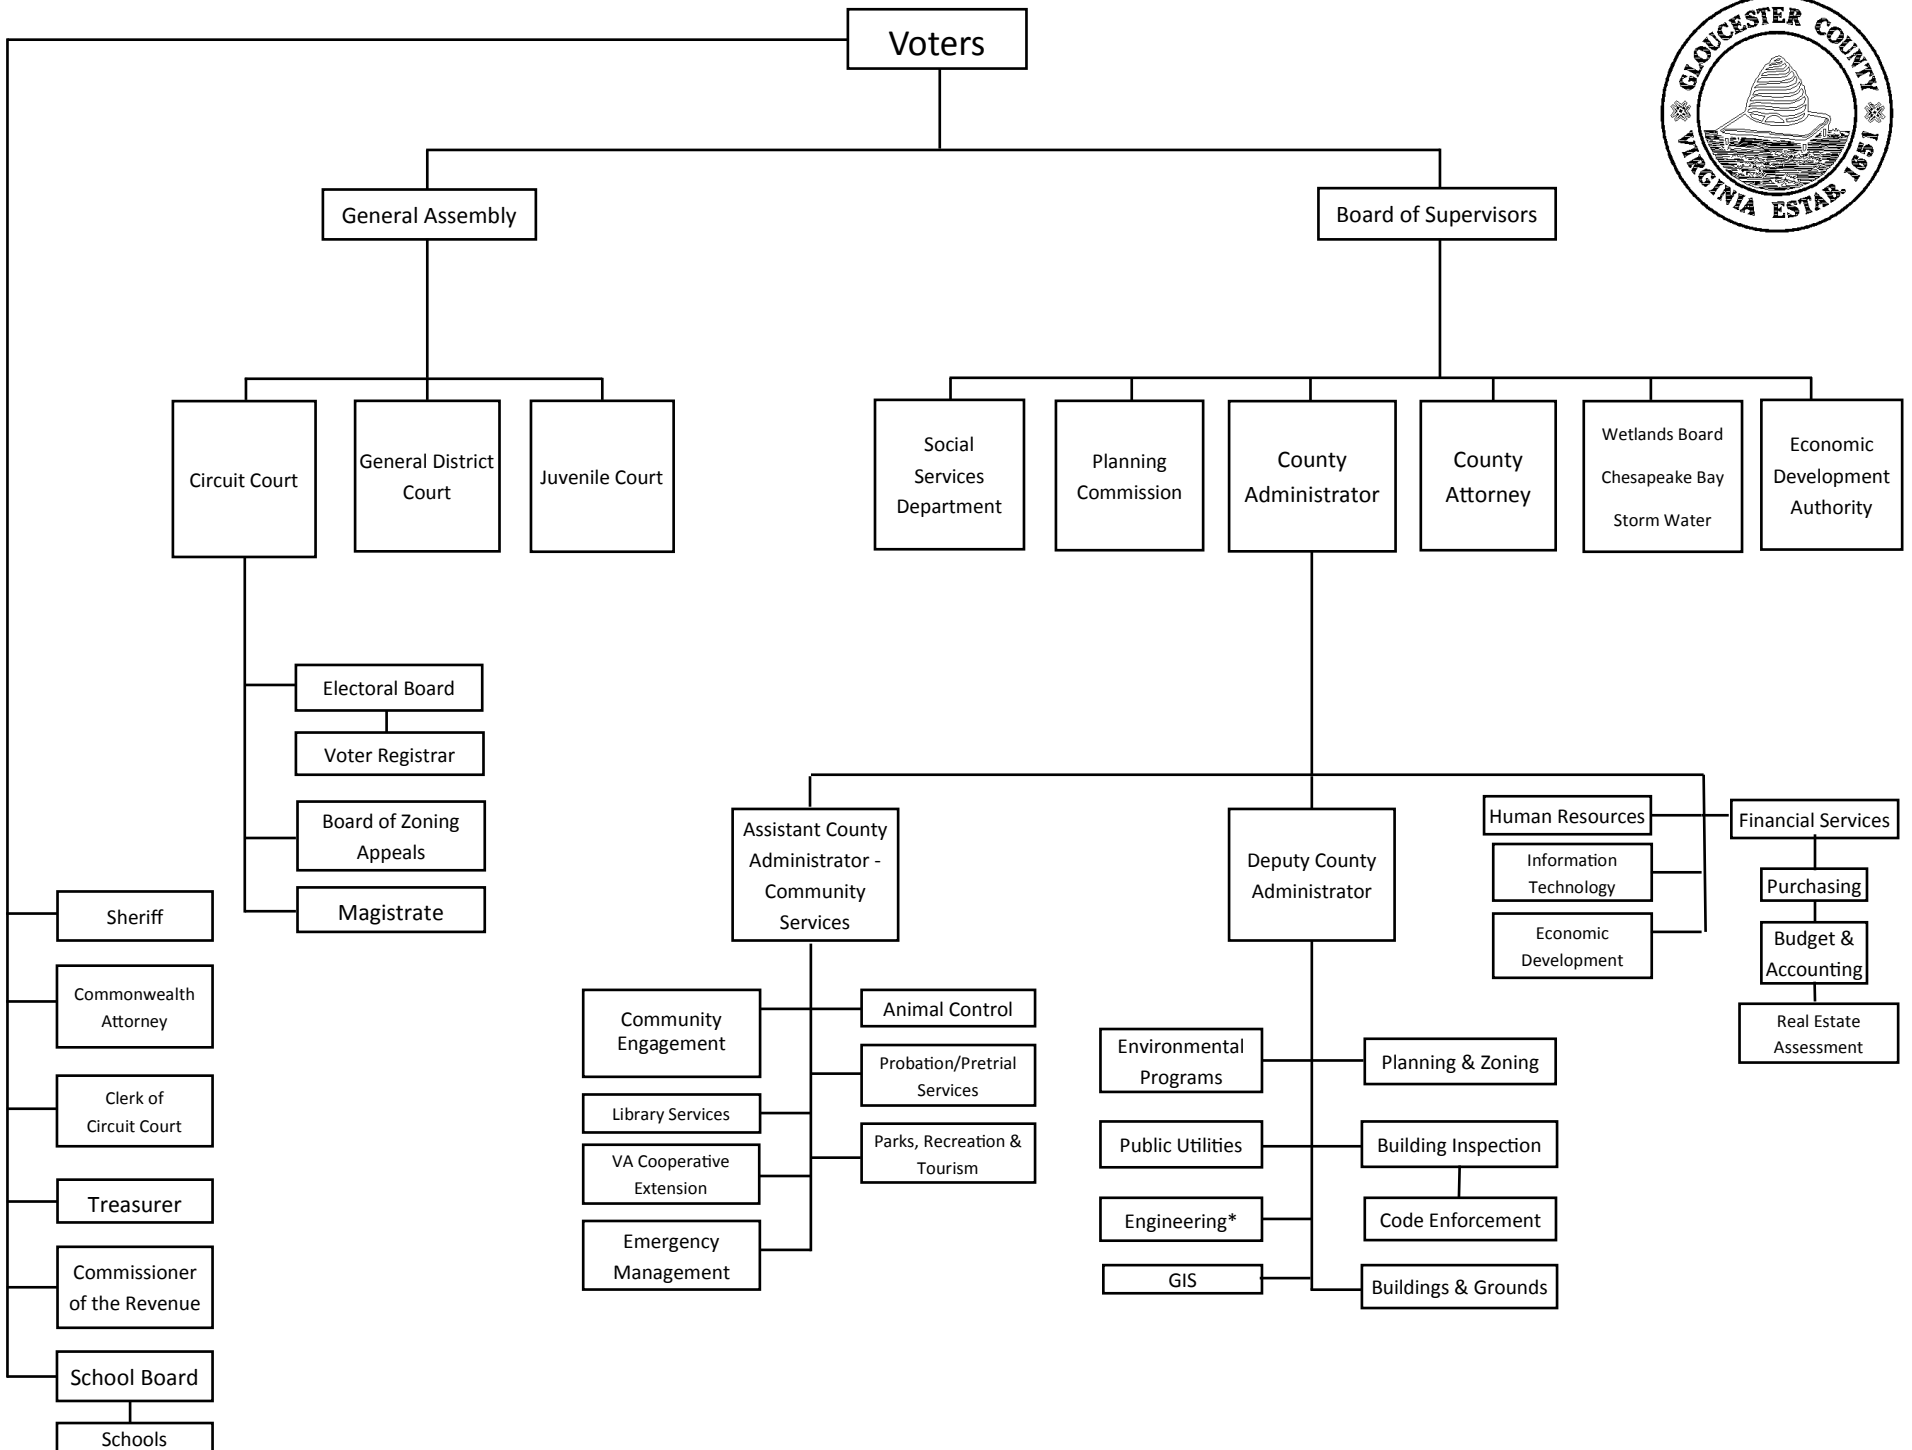 Voters
GLOUCESTER COUNTY
VIRGINIA ESTAB. 1651
General Assembly
Board of Supervisors
Circuit Court
General District
Court
Juvenile Court
Social
Services
Department
Planning
Commission
County
Administrator
County
Attorney
Wetlands Board
Chesapeake Bay
Storm Water
Economic
Development
Authority
Electoral Board
Voter Registrar
Board of Zoning
Appeals
Magistrate
Sheriff
Commonwealth
Attorney
Clerk of
Circuit Court
Treasurer
Commissioner
of the Revenue
School Board
Schools
Assistant County
Administrator -
Community
Services
Community
Engagement
Library Services
VA Cooperative
Extension
Emergency
Management
Animal Control
Probation/Pretrial
Services
Parks, Recreation &
Tourism
Deputy County
Administrator
Environmental
Programs
Public Utilities
Engineering*
GIS
Planning & Zoning
Building Inspection
Code Enforcement
Buildings & Grounds
Human Resources
Information
Technology
Economic
Development
Financial Services
Purchasing
Budget &
Accounting
Real Estate
Assessment